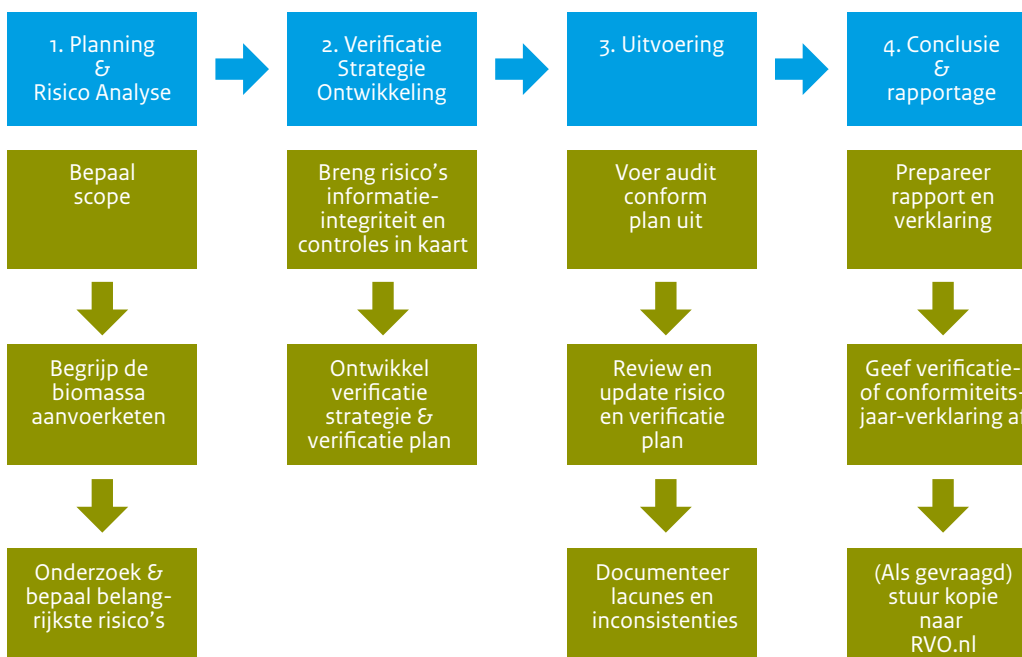 1. Planning
&
Risico Analyse
2. Verificatie
Strategie
Ontwikkeling
3. Uitvoering
4. Conclusie
&
rapportage
Bepaal
scope
Begrijp de
biomassa
aanvoerketen
Onderzoek &
bepaal belang-
rijkste risico's
Breng risico's
informatie-
integriteit en
controles in kaart
Ontwikkel
verificatie
strategie &
verificatie plan
Voer audit
conform
plan uit
Review en
update risico
en verificatie
plan
Documenteer
lacunes en
inconsistenties
Prepareer
rapport en
verklaring
Geef verificatie-
of conformiteits-
jaar-verklaring af
(Als gevraagd)
stuur kopie
naar
RVO.nl